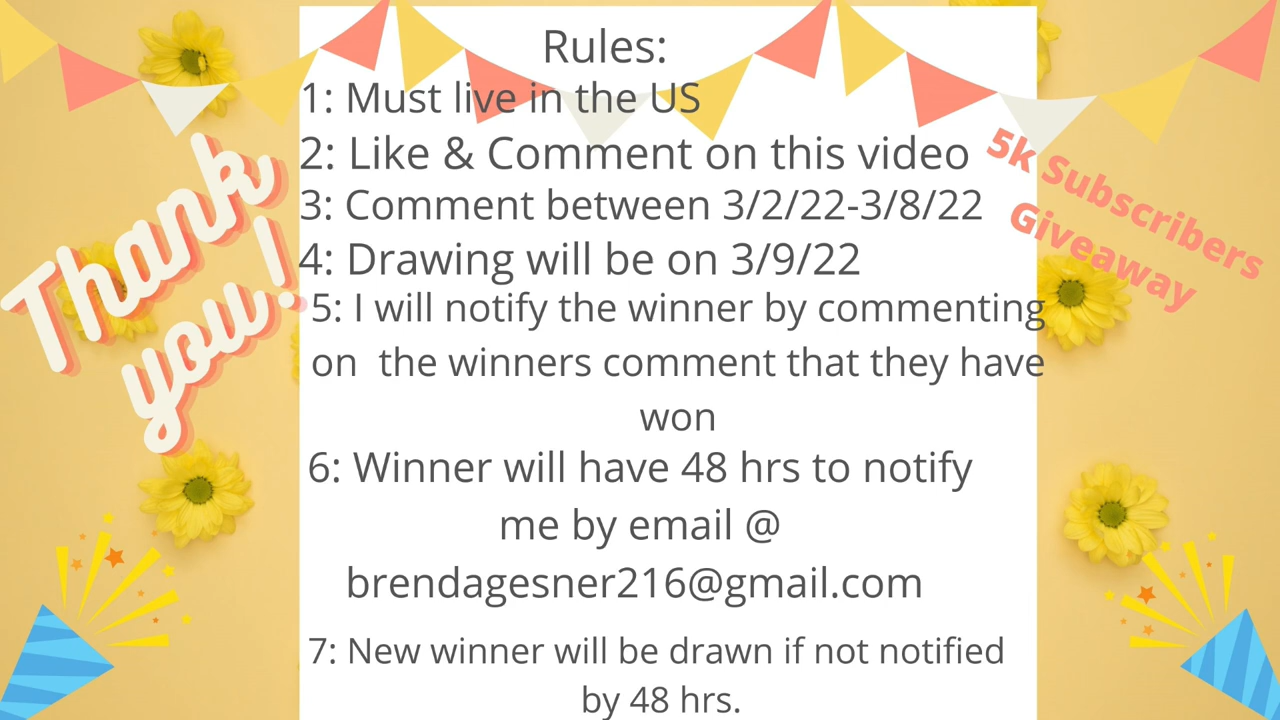 Rules:
1: Must live in the US
2: Like & Comment on this video
3: Comment between 3/2/22-3/8/22
4: Drawing will be on 3/9/22
5: I will notify the winner by commenting
on the winners comment that they have
won
6: Winner will have 48 hrs to notify
me by email @
brendagesner216@gmail.com
7: New winner will be drawn if not notified
by 48 hrs.
Thank
you!
5k Subscribers
Giveaway